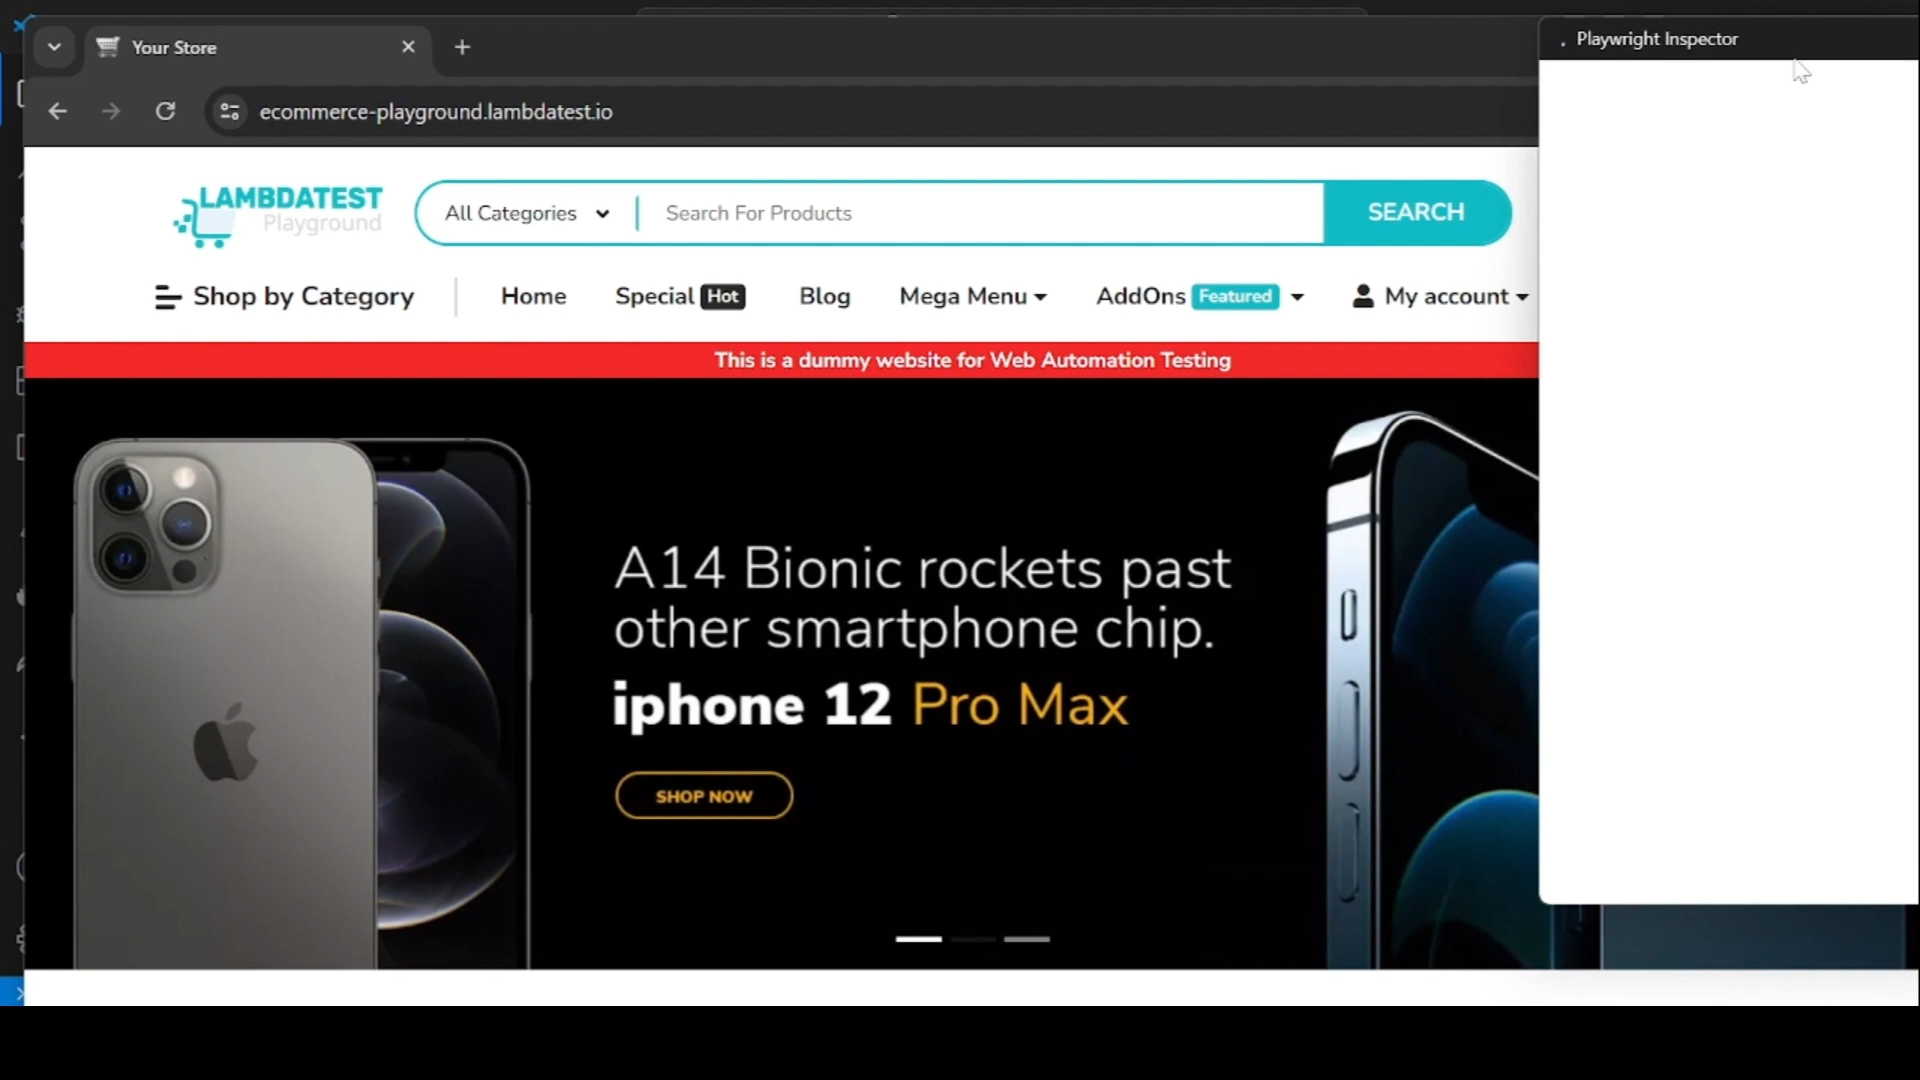 Your Store
Playwright Inspector
ecommerce-playground.lambdatest.io
LAMBDATEST
Playground
All Categories
Search For Products
SEARCH
Shop by Category
Home
Special Hot
Blog
Mega Menu
AddOns Featured
My account
This is a dummy website for Web Automation Testing
A14 Bionic rockets past
other smartphone chip.
iphone 12 Pro Max
SHOP NOW